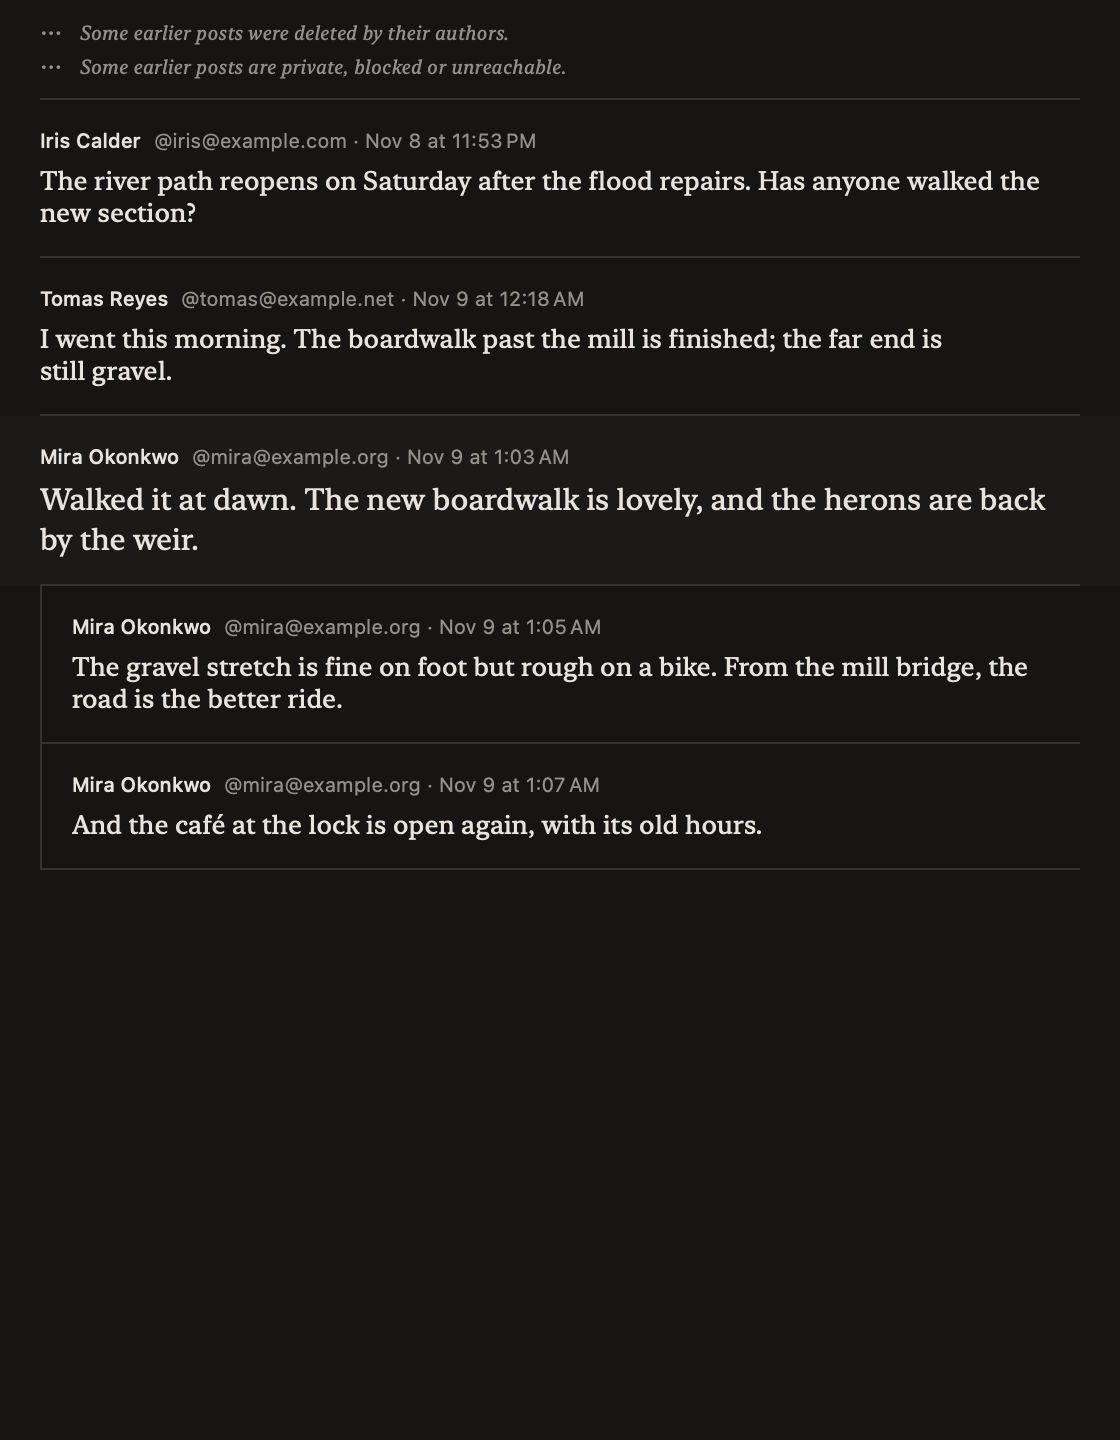 ··· Some earlier posts were deleted by their authors.
··· Some earlier posts are private, blocked or unreachable.
Iris Calder @iris@example.com · Nov 8 at 11:53 PM
The river path reopens on Saturday after the flood repairs. Has anyone walked the
new section?
Tomas Reyes @tomas@example.net · Nov 9 at 12:18 AM
I went this morning. The boardwalk past the mill is finished; the far end is
still gravel.
Mira Okonkwo @mira@example.org · Nov 9 at 1:03 AM
Walked it at dawn. The new boardwalk is lovely, and the herons are back
by the weir.
Mira Okonkwo @mira@example.org · Nov 9 at 1:05 AM
The gravel stretch is fine on foot but rough on a bike. From the mill bridge, the
road is the better ride.
Mira Okonkwo @mira@example.org · Nov 9 at 1:07 AM
And the café at the lock is open again, with its old hours.